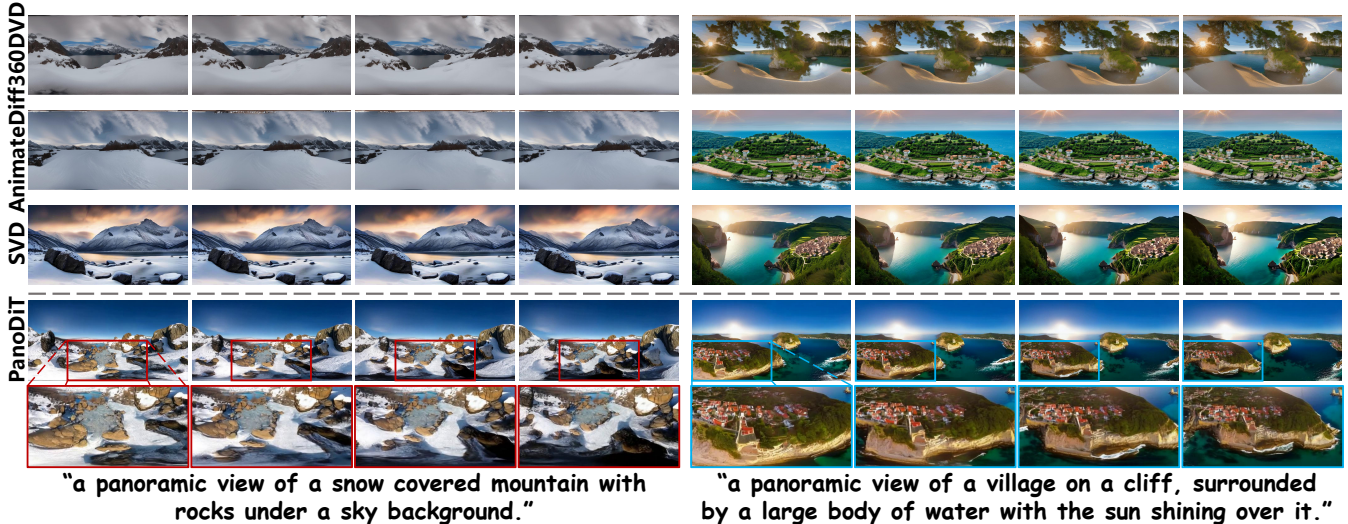 360DVD
AnimateDiff
SVD
PanoDiT
“a panoramic view of a snow covered mountain with
rocks under a sky background.”
“a panoramic view of a village on a cliff, surrounded
by a large body of water with the sun shining over it.”